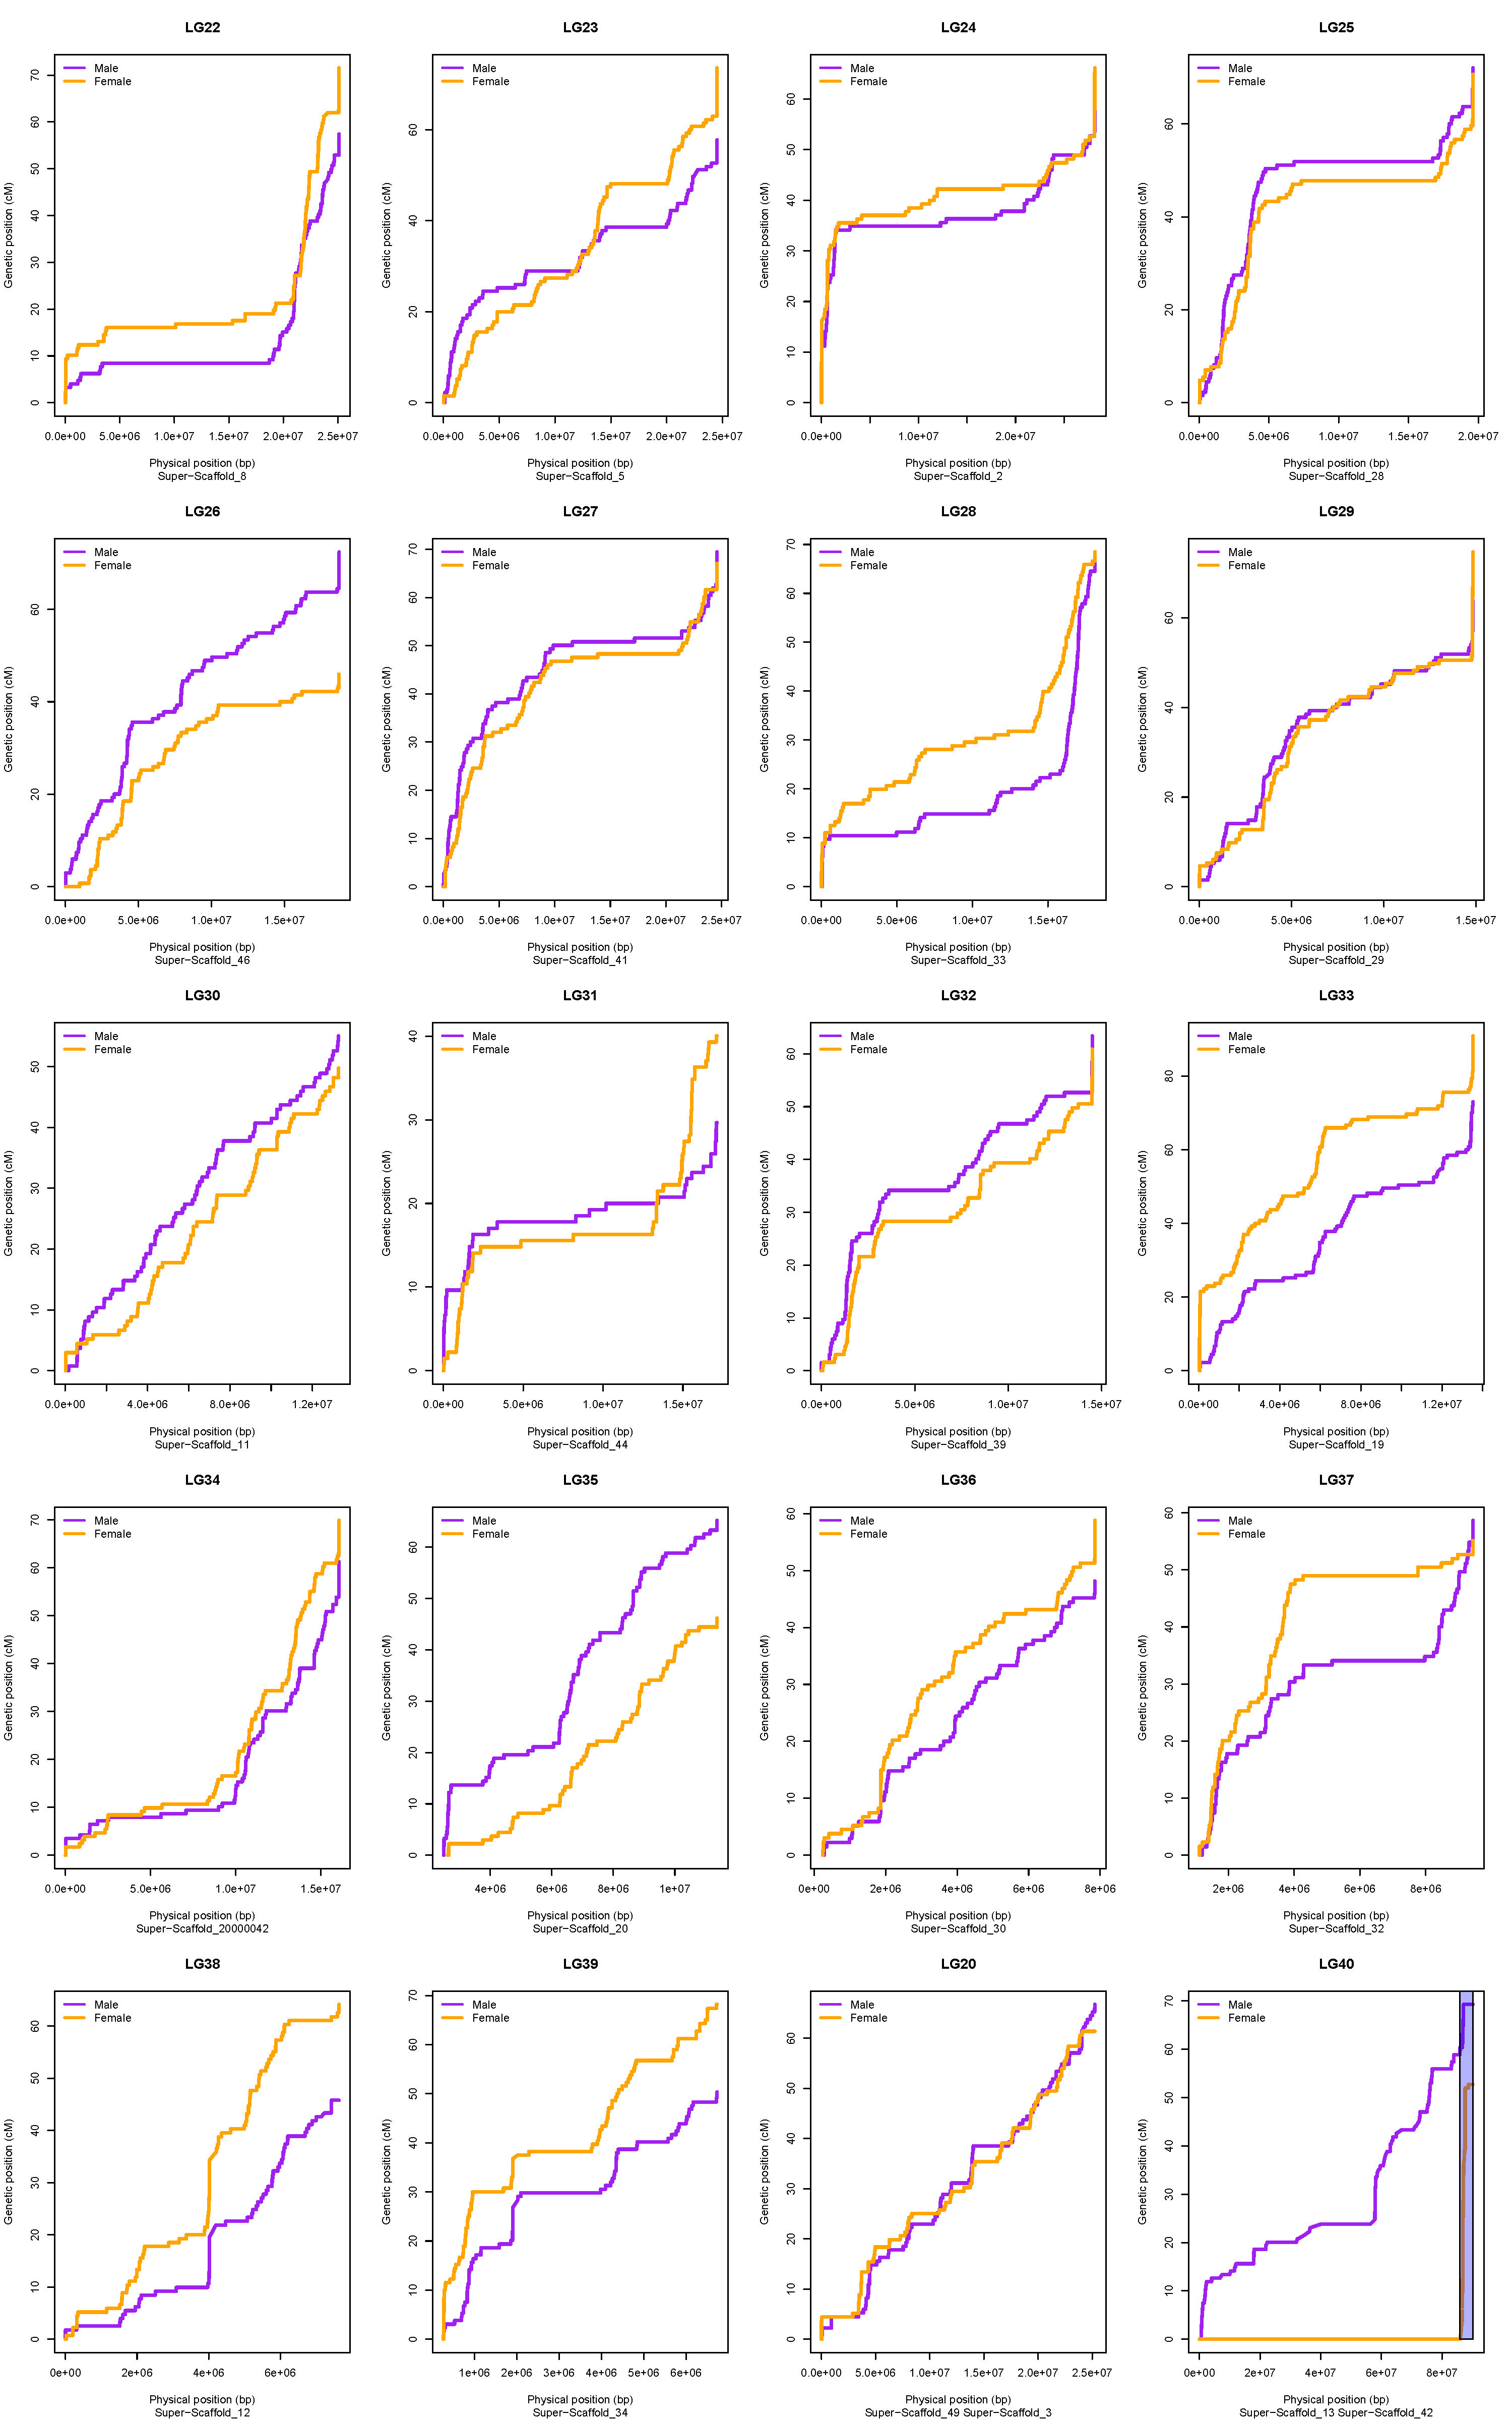 LG22
Male
Female
Genetic position (cM)
70
60
50
40
30
20
10
0
0.0e+00 5.0e+06 1.0e+07 1.5e+07 2.0e+07 2.5e+07
Physical position (bp)
Super−Scaffold_8
LG23
Male
Female
Genetic position (cM)
60
40
20
0
0.0e+00 5.0e+06 1.0e+07 1.5e+07 2.0e+07 2.5e+07
Physical position (bp)
Super−Scaffold_5
LG24
Male
Female
Genetic position (cM)
60
50
40
30
20
10
0
0.0e+00 1.0e+07 2.0e+07
Physical position (bp)
Super−Scaffold_2
LG25
Male
Female
Genetic position (cM)
60
40
20
0
0.0e+00 5.0e+06 1.0e+07 1.5e+07 2.0e+07
Physical position (bp)
Super−Scaffold_28
LG26
Male
Female
Genetic position (cM)
60
40
20
0
0.0e+00 5.0e+06 1.0e+07 1.5e+07
Physical position (bp)
Super−Scaffold_46
LG27
Male
Female
Genetic position (cM)
70
60
50
40
30
20
10
0
0.0e+00 5.0e+06 1.0e+07 1.5e+07 2.0e+07 2.5e+07
Physical position (bp)
Super−Scaffold_41
LG28
Male
Female
Genetic position (cM)
70
60
50
40
30
20
10
0
0.0e+00 5.0e+06 1.0e+07 1.5e+07
Physical position (bp)
Super−Scaffold_33
LG29
Male
Female
Genetic position (cM)
60
40
20
0
0.0e+00 5.0e+06 1.0e+07 1.5e+07
Physical position (bp)
Super−Scaffold_29
LG30
Male
Female
Genetic position (cM)
50
40
30
20
10
0
0.0e+00 4.0e+06 8.0e+06 1.2e+07
Physical position (bp)
Super−Scaffold_11
LG31
Male
Female
Genetic position (cM)
40
30
20
10
0
0.0e+00 5.0e+06 1.0e+07 1.5e+07
Physical position (bp)
Super−Scaffold_44
LG32
Male
Female
Genetic position (cM)
60
50
40
30
20
10
0
0.0e+00 5.0e+06 1.0e+07 1.5e+07
Physical position (bp)
Super−Scaffold_39
LG33
Male
Female
Genetic position (cM)
80
60
40
20
0
0.0e+00 4.0e+06 8.0e+06 1.2e+07
Physical position (bp)
Super−Scaffold_19
LG34
Male
Female
Genetic position (cM)
70
60
50
40
30
20
10
0
0.0e+00 5.0e+06 1.0e+07 1.5e+07
Physical position (bp)
Super−Scaffold_20000042
LG35
Male
Female
Genetic position (cM)
60
50
40
30
20
10
0
4e+06 6e+06 8e+06 1e+07
Physical position (bp)
Super−Scaffold_20
LG36
Male
Female
Genetic position (cM)
60
50
40
30
20
10
0
0e+00 2e+06 4e+06 6e+06 8e+06
Physical position (bp)
Super−Scaffold_30
LG37
Male
Female
Genetic position (cM)
60
50
40
30
20
10
0
2e+06 4e+06 6e+06 8e+06
Physical position (bp)
Super−Scaffold_32
LG38
Male
Female
Genetic position (cM)
60
50
40
30
20
10
0
0e+00 2e+06 4e+06 6e+06
Physical position (bp)
Super−Scaffold_12
LG39
Male
Female
Genetic position (cM)
70
60
50
40
30
20
10
0
1e+06 2e+06 3e+06 4e+06 5e+06 6e+06
Physical position (bp)
Super−Scaffold_34
LG20
Male
Female
Genetic position (cM)
60
50
40
30
20
10
0
0.0e+00 5.0e+06 1.0e+07 1.5e+07 2.0e+07 2.5e+07
Physical position (bp)
Super−Scaffold_49 Super−Scaffold_3
LG40
Male
Female
Genetic position (cM)
70
60
50
40
30
20
10
0
0e+00 2e+07 4e+07 6e+07 8e+07
Physical position (bp)
Super−Scaffold_13 Super−Scaffold_42